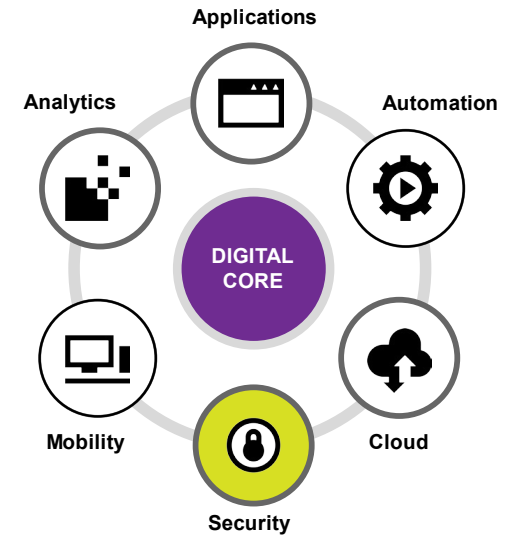 Applications
Analytics
Automation
DIGITAL
CORE
Mobility
Cloud
Security